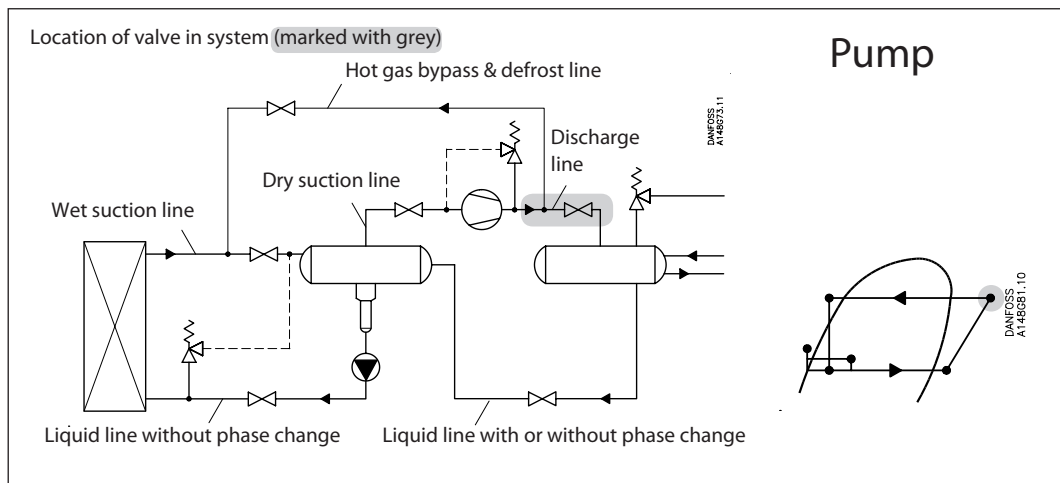 Location of valve in system (marked with grey)
Pump
Hot gas bypass & defrost line
DANFOSS
A148G73.11
Discharge
line
Dry suction line
Wet suction line
DANFOSS
A148G81.10
Liquid line without phase change
Liquid line with or without phase change